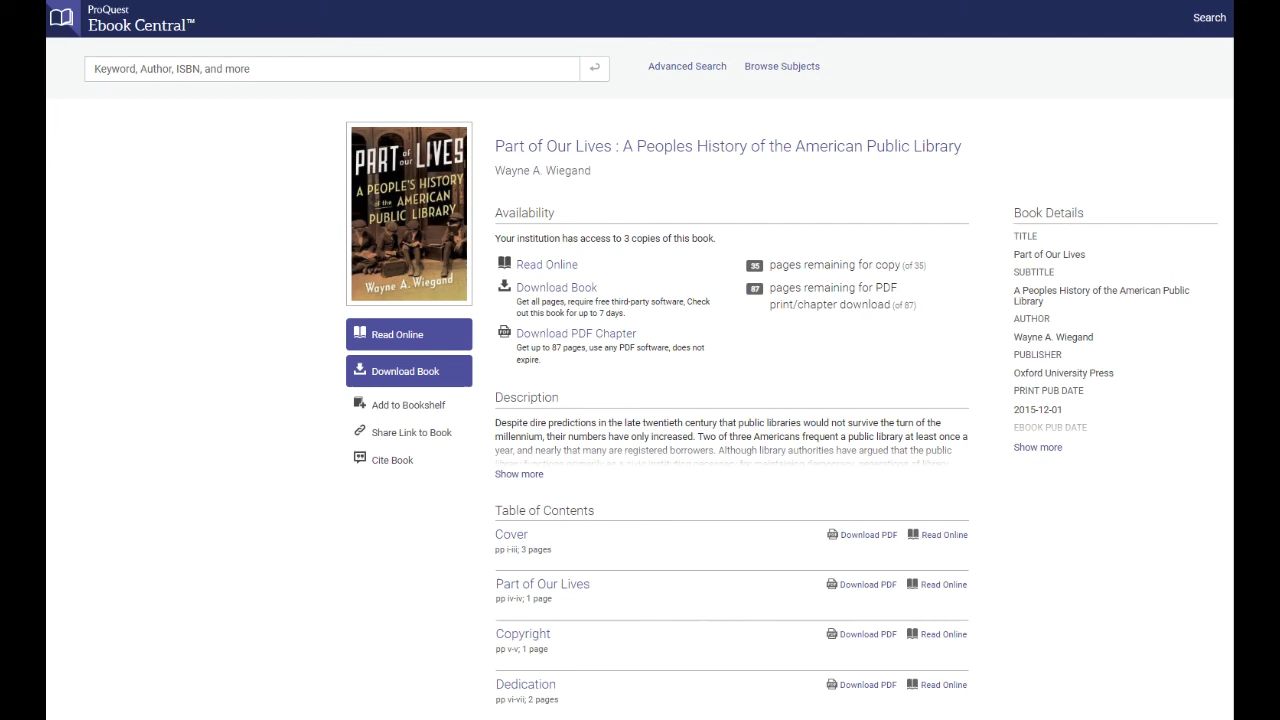 ProQuest
Ebook Central™
Search
Keyword, Author, ISBN, and more
Advanced Search
Browse Subjects
PART of our LIVES
A PEOPLE'S HISTORY
of the AMERICAN
PUBLIC LIBRARY
Wayne A. Wiegand
Read Online
Download Book
Add to Bookshelf
Share Link to Book
Cite Book
Part of Our Lives : A Peoples History of the American Public Library
Wayne A. Wiegand
Availability
Your institution has access to 3 copies of this book.
Read Online
Download Book
Get all pages, require free third-party software, Check
out this book for up to 7 days.
Download PDF Chapter
Get up to 87 pages, use any PDF software, does not
expire.
35 pages remaining for copy (of 35)
87 pages remaining for PDF
print/chapter download (of 87)
Description
Despite dire predictions in the late twentieth century that public libraries would not survive the turn of the
millennium, their numbers have only increased. Two of three Americans frequent a public library at least once a
year, and nearly that many are registered borrowers. Although library authorities have argued that the public
Show more
Table of Contents
Cover
pp i-iii; 3 pages
Download PDF
Read Online
Part of Our Lives
pp iv-iv; 1 page
Download PDF
Read Online
Copyright
pp v-v; 1 page
Download PDF
Read Online
Dedication
pp vi-vii; 2 pages
Download PDF
Read Online
Book Details
TITLE
Part of Our Lives
SUBTITLE
A Peoples History of the American Public
Library
AUTHOR
Wayne A. Wiegand
PUBLISHER
Oxford University Press
PRINT PUB DATE
2015-12-01
EBOOK PUB DATE
Show more